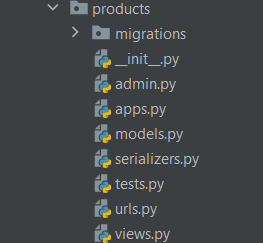 products
migrations
__init__.py
admin.py
apps.py
models.py
serializers.py
tests.py
urls.py
views.py